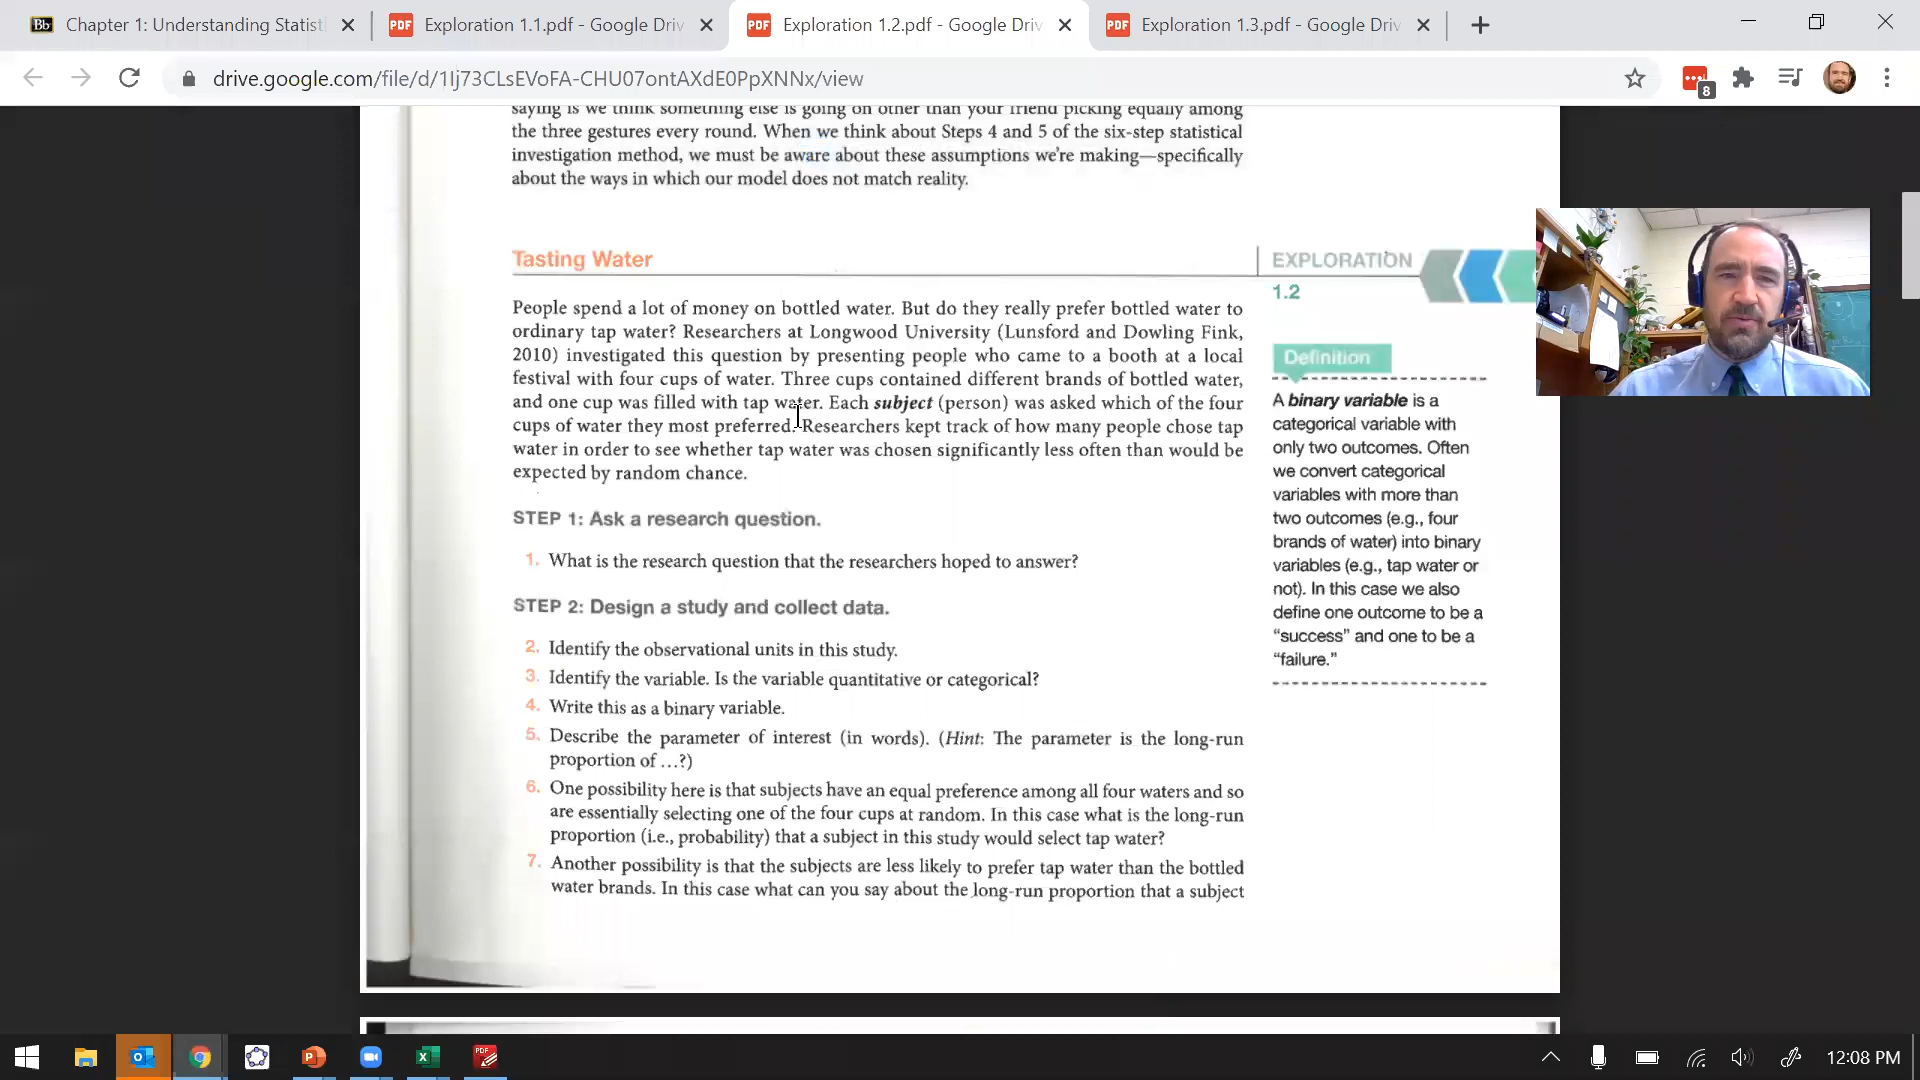 Chapter 1: Understanding Statisti
Exploration 1.1.pdf - Google Driv
Exploration 1.2.pdf - Google Driv
Exploration 1.3.pdf - Google Driv
drive.google.com/file/d/1Ij73CLsEVoFA-CHU07ontAXdE0PpXNNx/view
8
saying is we think something else is going on other than your friend picking equally among
the three gestures every round. When we think about Steps 4 and 5 of the six-step statistical
investigation method, we must be aware about these assumptions we're making—specifically
about the ways in which our model does not match reality.
Tasting Water
EXPLORATION
1.2
People spend a lot of money on bottled water. But do they really prefer bottled water to
ordinary tap water? Researchers at Longwood University (Lunsford and Dowling Fink,
2010) investigated this question by presenting people who came to a booth at a local
festival with four cups of water. Three cups contained different brands of bottled water,
and one cup was filled with tap water. Each subject (person) was asked which of the four
cups of water they most preferred. Researchers kept track of how many people chose tap
water in order to see whether tap water was chosen significantly less often than would be
expected by random chance.
STEP 1: Ask a research question.
1. What is the research question that the researchers hoped to answer?
STEP 2: Design a study and collect data.
2. Identify the observational units in this study.
3. Identify the variable. Is the variable quantitative or categorical?
4. Write this as a binary variable.
5. Describe the parameter of interest (in words). (Hint: The parameter is the long-run
proportion of …?)
6. One possibility here is that subjects have an equal preference among all four waters and so
are essentially selecting one of the four cups at random. In this case what is the long-run
proportion (i.e., probability) that a subject in this study would select tap water?
7. Another possibility is that the subjects are less likely to prefer tap water than the bottled
water brands. In this case what can you say about the long-run proportion that a subject
Definition
A binary variable is a
categorical variable with
only two outcomes. Often
we convert categorical
variables with more than
two outcomes (e.g., four
brands of water) into binary
variables (e.g., tap water or
not). In this case we also
define one outcome to be a
"success" and one to be a
"failure."
12:08 PM